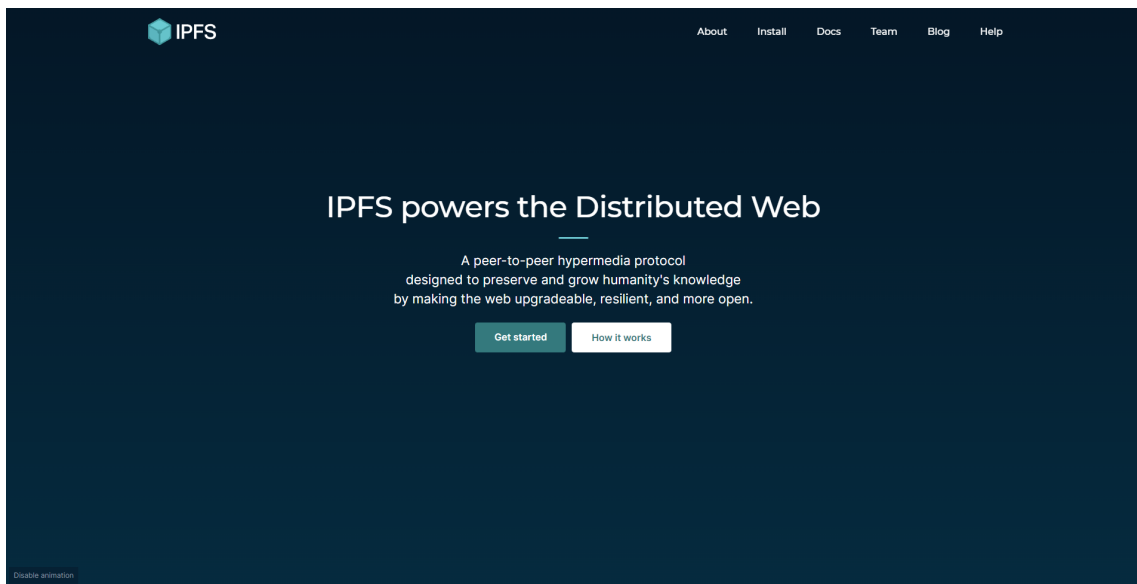 IPFS
About Install Docs Team Blog Help
IPFS powers the Distributed Web
A peer-to-peer hypermedia protocol
designed to preserve and grow humanity's knowledge
by making the web upgradeable, resilient, and more open.
Get started How it works
Disable animation